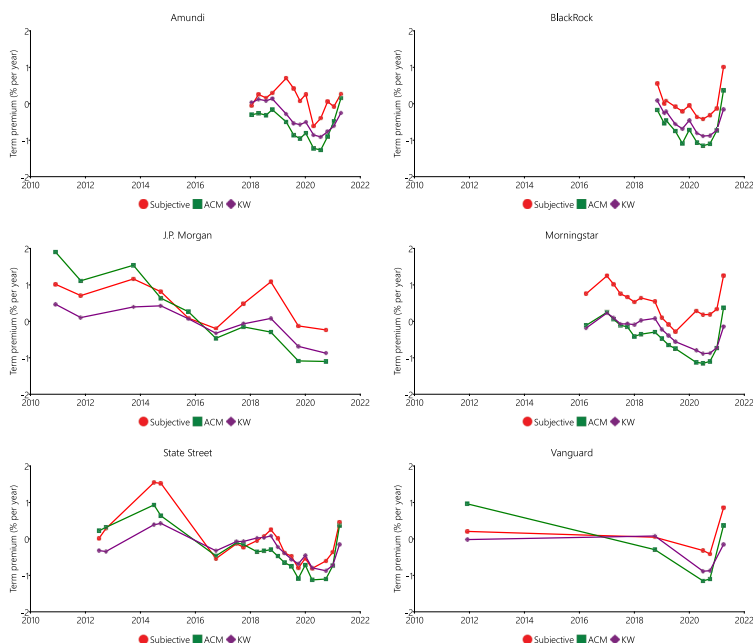 Amundi
Term premium (% per year)
2
1
0
-1
-2
2010 2012 2014 2016 2018 2020 2022
Subjective ACM KW
BlackRock
Term premium (% per year)
2
1
0
-1
-2
2010 2012 2014 2016 2018 2020 2022
Subjective ACM KW
J.P. Morgan
Term premium (% per year)
2
1
0
-1
-2
2010 2012 2014 2016 2018 2020 2022
Subjective ACM KW
Morningstar
Term premium (% per year)
2
1
0
-1
-2
2010 2012 2014 2016 2018 2020 2022
Subjective ACM KW
State Street
Term premium (% per year)
2
1
0
-1
-2
2010 2012 2014 2016 2018 2020 2022
Subjective ACM KW
Vanguard
Term premium (% per year)
2
1
0
-1
-2
2010 2012 2014 2016 2018 2020 2022
Subjective ACM KW